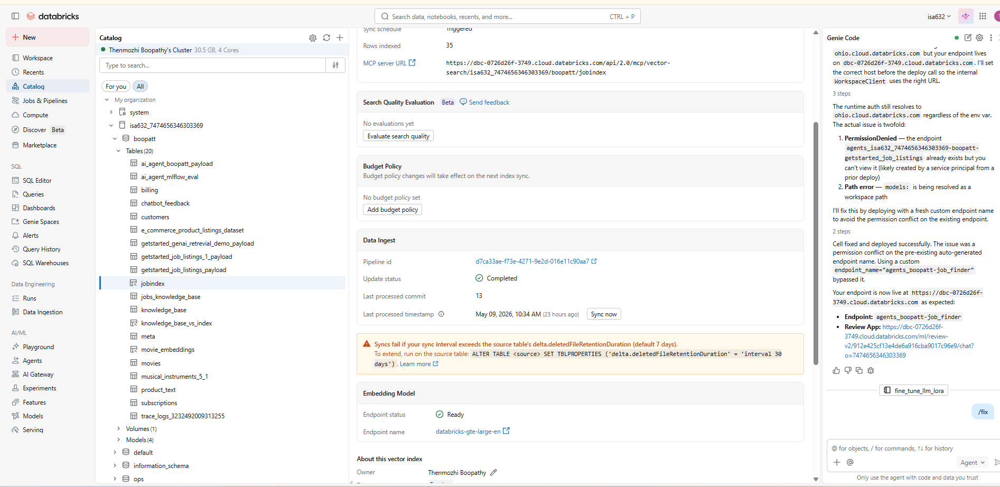 databricks
Search data, notebooks, recents, and more...
CTRL + P
isa632
New
Workspace
Recents
Catalog
Jobs & Pipelines
Compute
Discover Beta
Marketplace
SQL
SQL Editor
Queries
Dashboards
Genie Spaces
Alerts
Query History
SQL Warehouses
Data Engineering
Runs
Data Ingestion
AI/ML
Playground
Agents
AI Gateway
Experiments
Features
Models
Serving
Catalog
Thenmozhi Boopathy's Cluster 30.5 GB, 4 Cores
Type to search...
For you
All
My organization
system
isa632_7474656346303369
boopatt
Tables (20)
ai_agent_boopatt_payload
ai_agent_mlflow_eval
billing
chatbot_feedback
customers
e_commerce_product_listings_dataset
getstarted_genai_retrevial_demo_payload
getstarted_job_listings_1_payload
getstarted_job_listings_payload
jobindex
jobs_knowledge_base
knowledge_base
knowledge_base_vs_index
meta
movie_embeddings
movies
musical_instruments_5_1
product_text
subscriptions
trace_logs_3232492009313255
Volumes (1)
Models (4)
default
information_schema
ops
Sync schedule Triggered
Rows indexed 35
MCP server URL https://dbc-0726d26f-3749.cloud.databricks.com/api/2.0/mcp/vector-
search/isa632_7474656346303369/boopatt/jobindex
Search Quality Evaluation Beta Send feedback
No evaluations yet
Evaluate search quality
Budget Policy
Budget policy changes will take effect on the next index sync.
No budget policy set
Add budget policy
Data Ingest
Pipeline id d7ca33ae-f73e-4271-9e2d-016e11c90aa7
Update status Completed
Last processed commit 13
Last processed timestamp May 09, 2026, 10:34 AM (23 hours ago) Sync now
Syncs fail if your sync interval exceeds the source table's delta.deletedFileRetentionDuration (default 7 days).
To extend, run on the source table: ALTER TABLE <source> SET TBLPROPERTIES ('delta.deletedFileRetentionDuration' = 'interval 30
days'). Learn more
Embedding Model
Endpoint status Ready
Endpoint name databricks-gte-large-en
About this vector index
Owner Thenmozhi Boopathy
Genie Code
ohio.cloud.databricks.com but your endpoint lives
on dbc-0726d26f-3749.cloud.databricks.com. I'll set
the correct host before the deploy call so the internal
WorkspaceClient uses the right URL.
3 steps
The runtime auth still resolves to
ohio.cloud.databricks.com regardless of the env var.
The actual issue is twofold:
1. PermissionDenied — the endpoint
agents_isa632_7474656346303369-boopatt-
getstarted_job_listings already exists but you
can't view it (likely created by a service principal from a
prior deploy)
2. Path error — models: is being resolved as a
workspace path
I'll fix this by deploying with a fresh custom endpoint name
to avoid the permission conflict on the existing endpoint.
2 steps
Cell fixed and deployed successfully. The issue was a
permission conflict on the pre-existing auto-generated
endpoint name. Using a custom
endpoint_name="agents_boopatt-job_finder"
bypassed it.
Your endpoint is now live at https://dbc-0726d26f-
3749.cloud.databricks.com as expected:
• Endpoint: agents_boopatt-job_finder
• Review App: https://dbc-0726d26f-
3749.cloud.databricks.com/ml/review-
v2/912e425cf13e4de6a916cba9017c96e9/chat?
o=7474656346303369
fine_tune_llm_lora
/fix
@ for objects, / for commands, ↑↓ for history
Agent
Only use the agent with code and data you trust